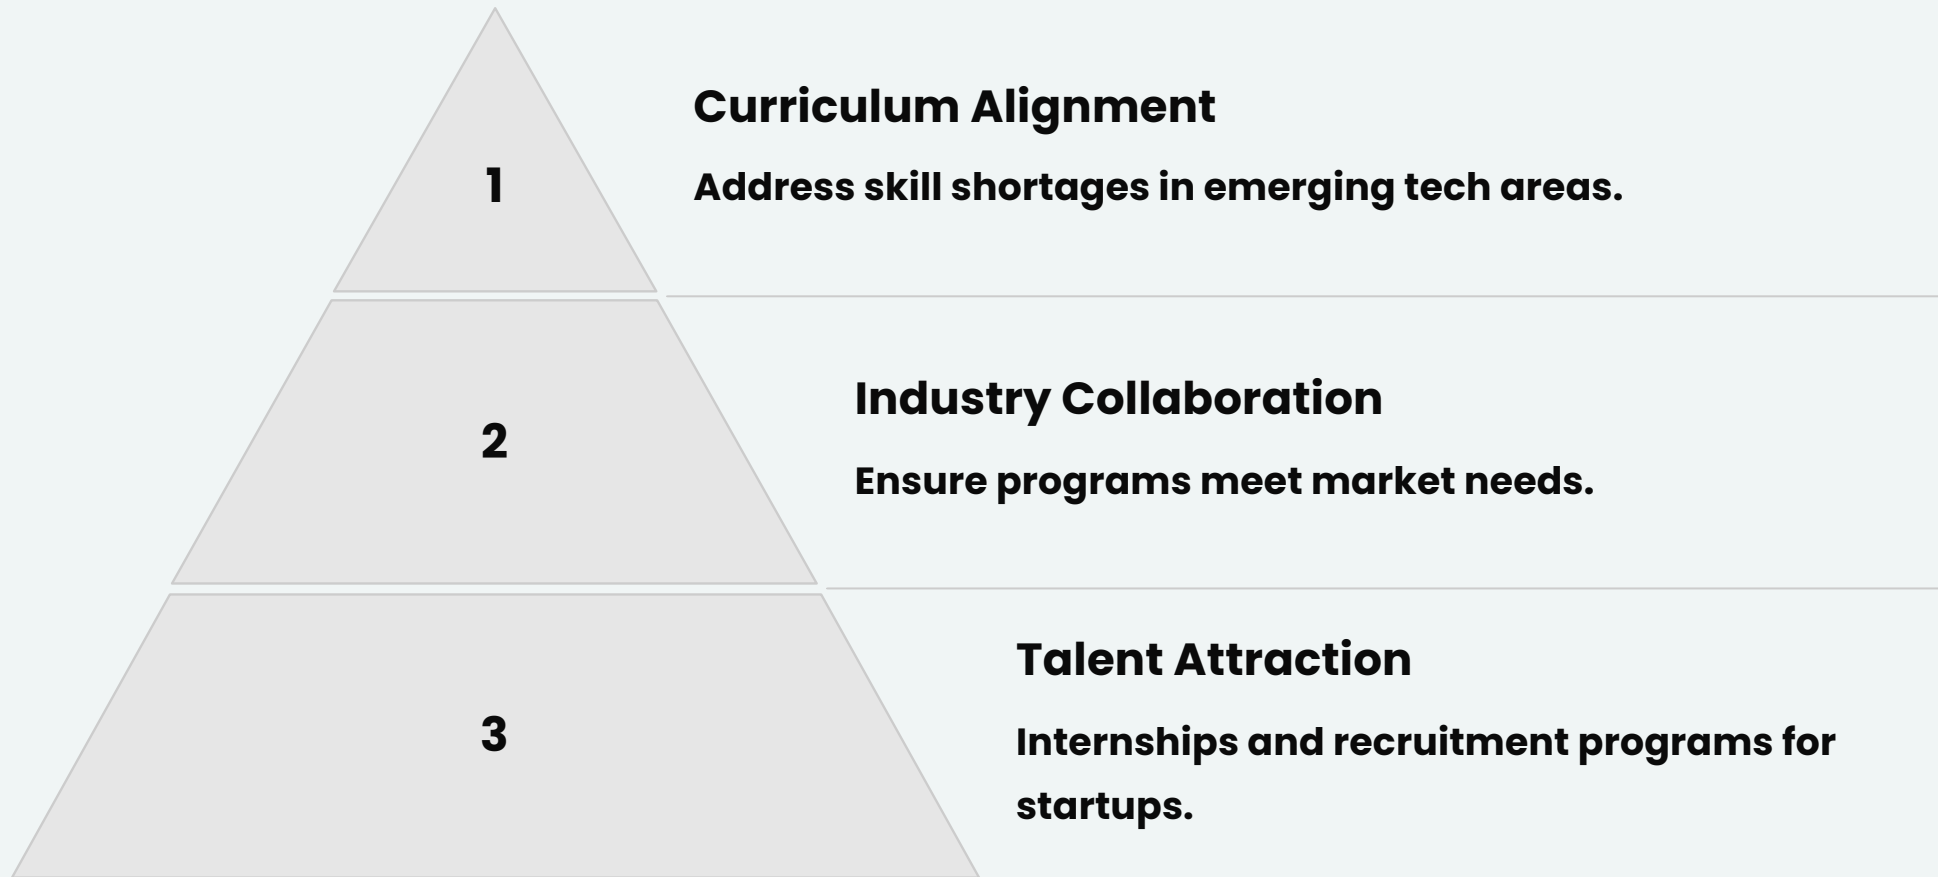 1
Curriculum Alignment
Address skill shortages in emerging tech areas.
2
Industry Collaboration
Ensure programs meet market needs.
3
Talent Attraction
Internships and recruitment programs for
startups.